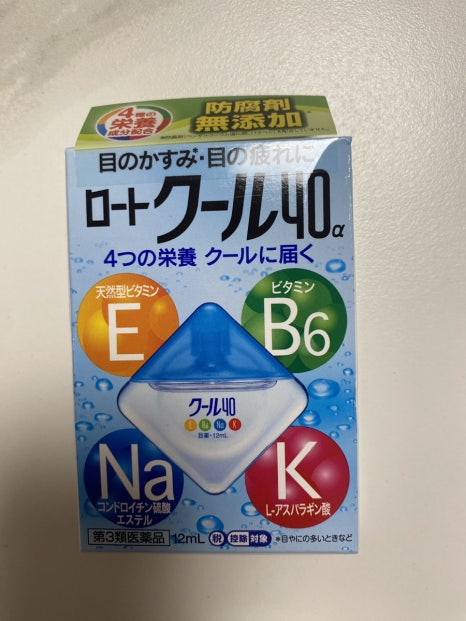 4種の
栄養
成分配合
防腐剤
無添加
目のかすみ*・目の疲れに
ロートクール40α
4つの栄養 クールに届く
天然型ビタミン
E
ビタミン
B6
クール40
E B6 Na K
目薬・12mL
Na
コンドロイチン硫酸
エステル
K
L-アスパラギン酸
第3類医薬品 12mL 税 控除 対象 *目やにの多いときなど